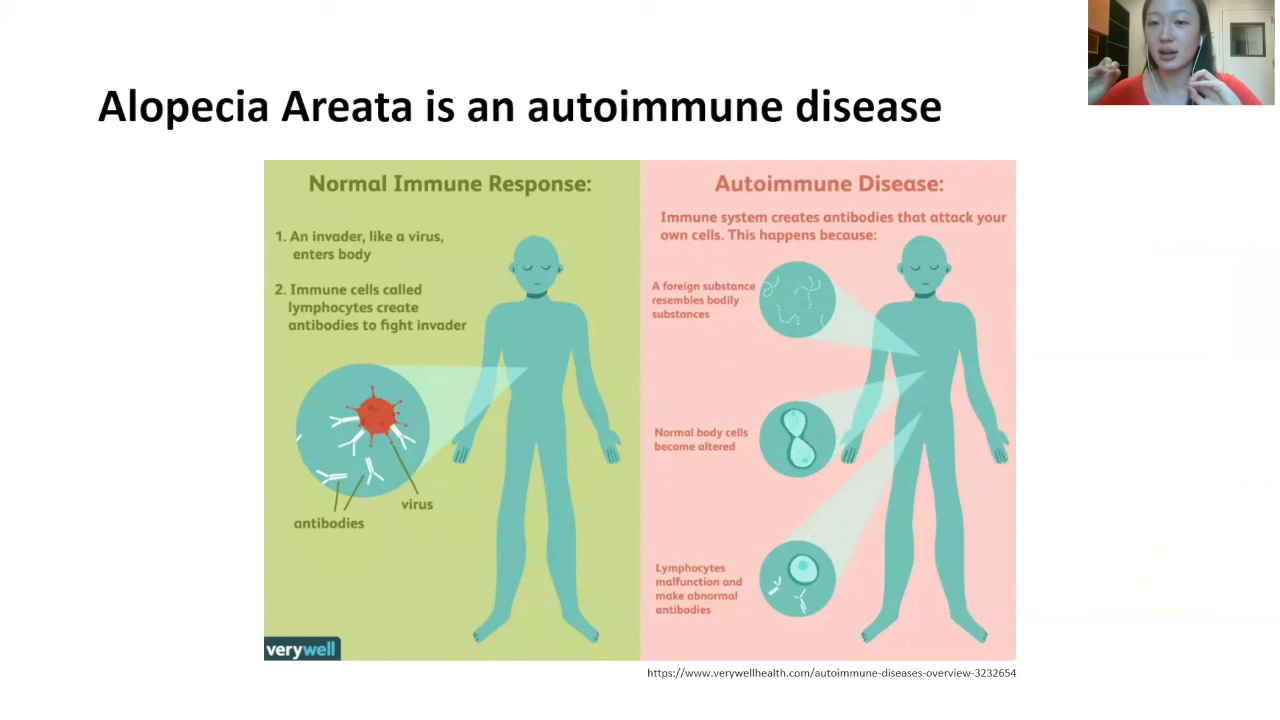 Alopecia Areata is an autoimmune disease
Normal Immune Response:
1. An invader, like a virus,
enters body
2. Immune cells called
lymphocytes create
antibodies to fight invader
virus
antibodies
verywell
Autoimmune Disease:
Immune system creates antibodies that attack your
own cells. This happens because:
A foreign substance
resembles bodily
substances
Normal body cells
become altered
Lymphocytes
malfunction and
make abnormal
antibodies
https://www.verywellhealth.com/autoimmune-diseases-overview-3232654